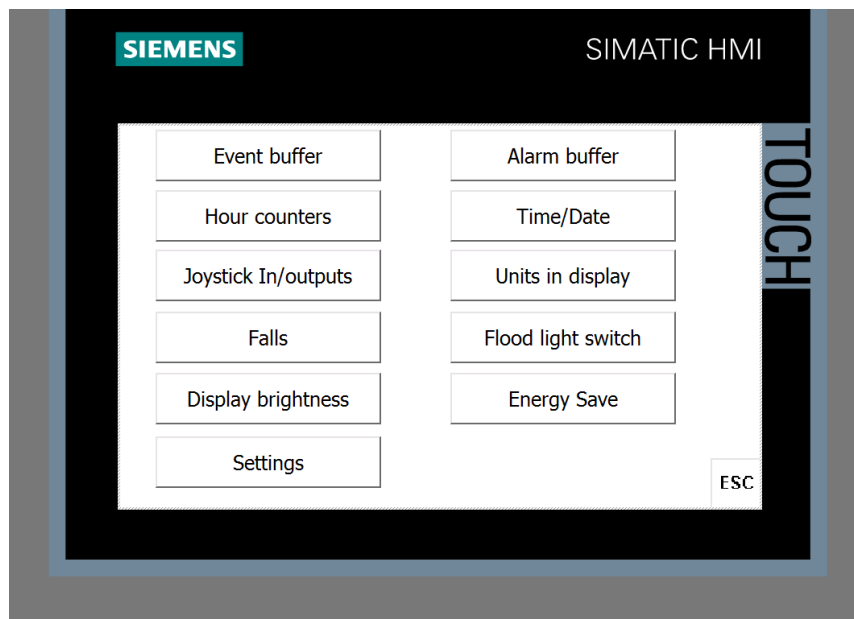 SIEMENS
SIMATIC HMI
TOUCH
Event buffer
Alarm buffer
Hour counters
Time/Date
Joystick In/outputs
Units in display
Falls
Flood light switch
Display brightness
Energy Save
Settings
ESC